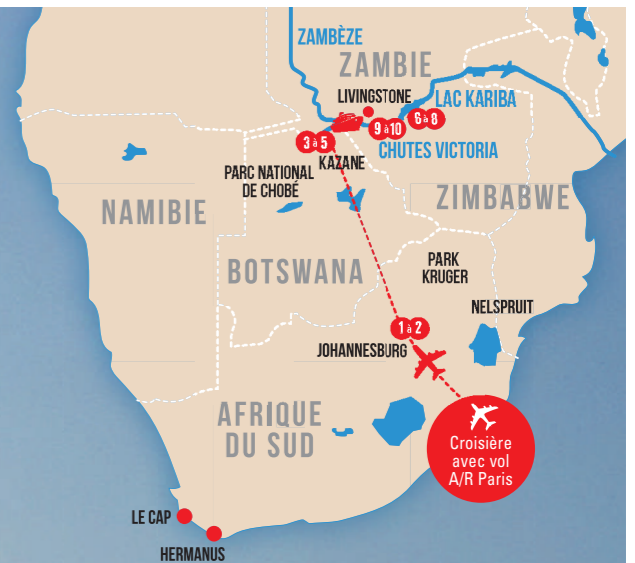 ZAMBÈZE
ZAMBIE
LIVINGSTONE
LAC KARIBA
6 à 8
9 à 10
3 à 5
CHUTES VICTORIA
KAZANE
PARC NATIONAL
DE CHOBÉ
ZIMBABWE
NAMIBIE
BOTSWANA
PARK
KRUGER
NELSPRUIT
1 à 2
JOHANNESBURG
AFRIQUE
DU SUD
Croisière
avec vol
A/R Paris
LE CAP
HERMANUS